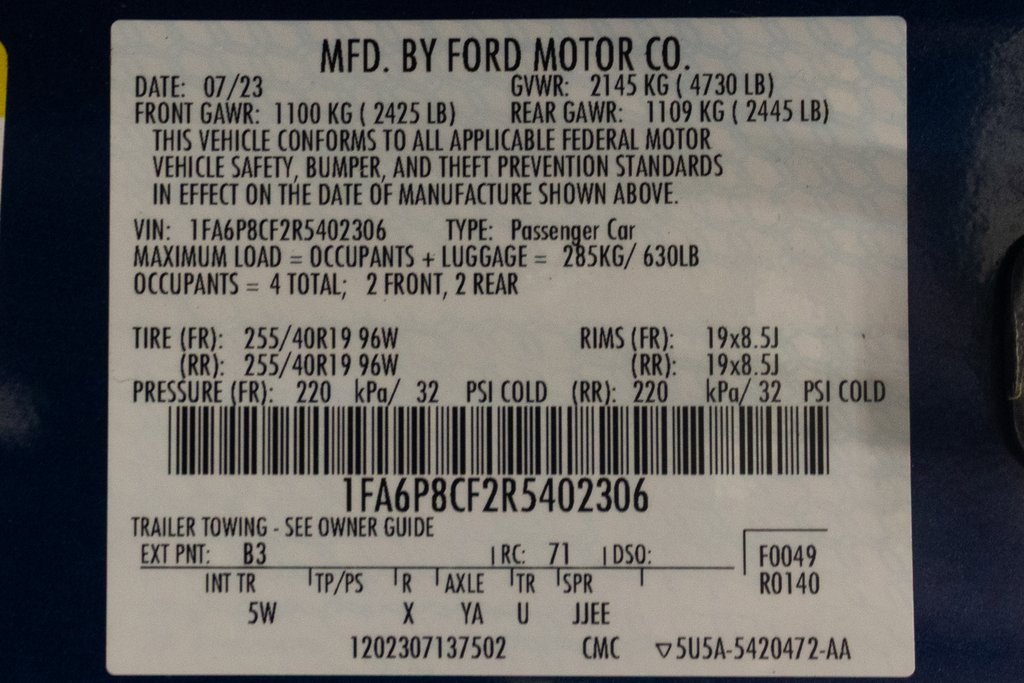 MFD. BY FORD MOTOR CO.
DATE: 07/23 GVWR: 2145 KG ( 4730 LB)
FRONT GAWR: 1100 KG ( 2425 LB) REAR GAWR: 1109 KG ( 2445 LB)
THIS VEHICLE CONFORMS TO ALL APPLICABLE FEDERAL MOTOR
VEHICLE SAFETY, BUMPER, AND THEFT PREVENTION STANDARDS
IN EFFECT ON THE DATE OF MANUFACTURE SHOWN ABOVE.
VIN: 1FA6P8CF2R5402306 TYPE: Passenger Car
MAXIMUM LOAD = OCCUPANTS + LUGGAGE = 285KG/ 630LB
OCCUPANTS = 4 TOTAL; 2 FRONT, 2 REAR
TIRE (FR): 255/40R19 96W RIMS (FR): 19x8.5J
(RR): 255/40R19 96W (RR): 19x8.5J
PRESSURE (FR): 220 kPa/ 32 PSI COLD (RR): 220 kPa/ 32 PSI COLD
1FA6P8CF2R5402306
TRAILER TOWING - SEE OWNER GUIDE
EXT PNT: B3 RC: 71 DSO: F0049
INT TR TP/PS R AXLE TR SPR R0140
5W X YA U JJEE
1202307137502 CMC ▽5U5A-5420472-AA